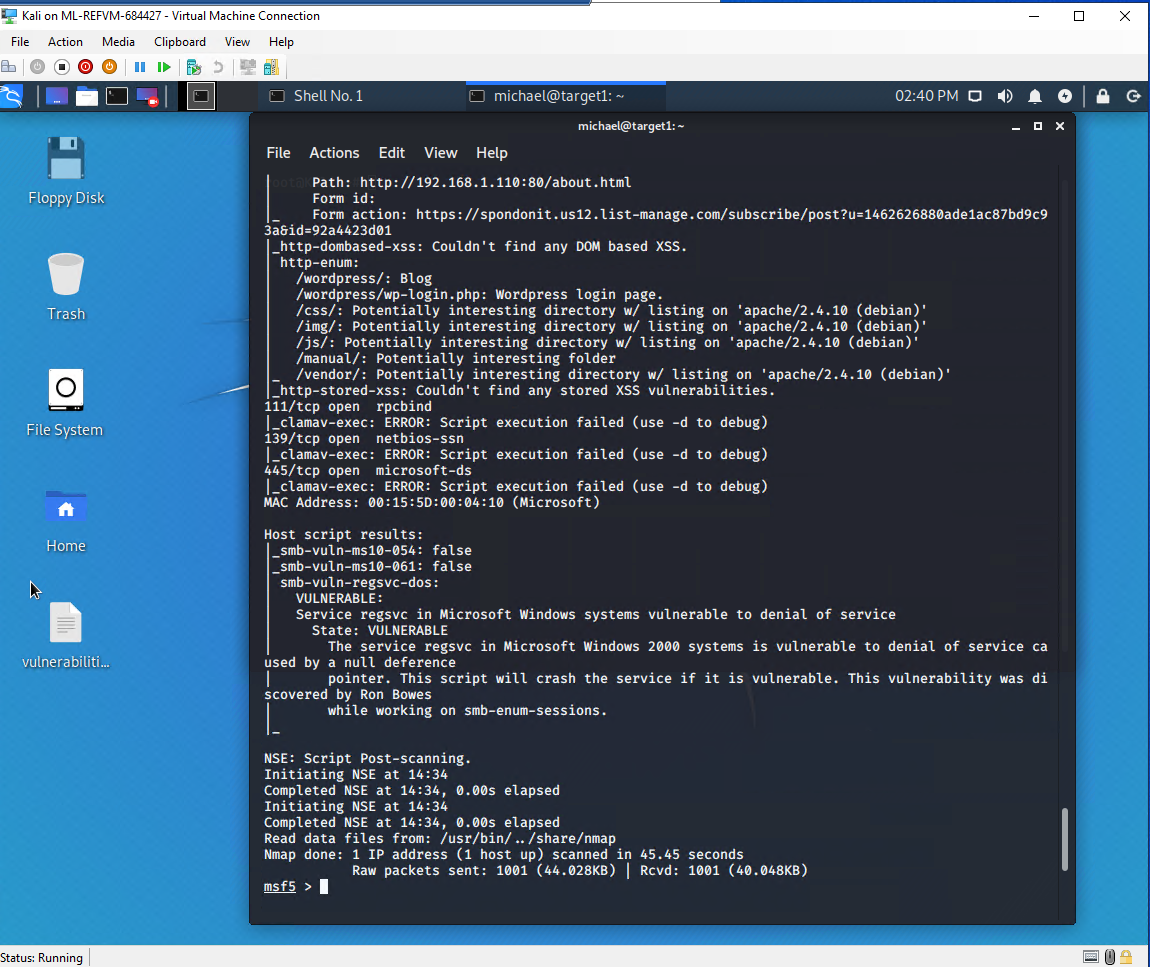 Kali on ML-REFVM-684427 - Virtual Machine Connection
File Action Media Clipboard View Help
Shell No. 1
michael@target1: ~
02:40 PM
michael@target1: ~
File Actions Edit View Help
Floppy Disk
Trash
File System
Home
vulnerabiliti...
|     Path: http://192.168.1.110:80/about.html
|     Form id:
|_    Form action: https://spondonit.us12.list-manage.com/subscribe/post?u=1462626880ade1ac87bd9c9
3a&id=92a4423d01
|_http-dombased-xss: Couldn't find any DOM based XSS.
| http-enum:
|   /wordpress/: Blog
|   /wordpress/wp-login.php: Wordpress login page.
|   /css/: Potentially interesting directory w/ listing on 'apache/2.4.10 (debian)'
|   /img/: Potentially interesting directory w/ listing on 'apache/2.4.10 (debian)'
|   /js/: Potentially interesting directory w/ listing on 'apache/2.4.10 (debian)'
|   /manual/: Potentially interesting folder
|_  /vendor/: Potentially interesting directory w/ listing on 'apache/2.4.10 (debian)'
|_http-stored-xss: Couldn't find any stored XSS vulnerabilities.
111/tcp open  rpcbind
|_clamav-exec: ERROR: Script execution failed (use -d to debug)
139/tcp open  netbios-ssn
|_clamav-exec: ERROR: Script execution failed (use -d to debug)
445/tcp open  microsoft-ds
|_clamav-exec: ERROR: Script execution failed (use -d to debug)
MAC Address: 00:15:5D:00:04:10 (Microsoft)
Host script results:
|_smb-vuln-ms10-054: false
|_smb-vuln-ms10-061: false
| smb-vuln-regsvc-dos:
|   VULNERABLE:
|   Service regsvc in Microsoft Windows systems vulnerable to denial of service
|     State: VULNERABLE
|       The service regsvc in Microsoft Windows 2000 systems is vulnerable to denial of service ca
used by a null deference
|       pointer. This script will crash the service if it is vulnerable. This vulnerability was di
scovered by Ron Bowes
|       while working on smb-enum-sessions.
|_
NSE: Script Post-scanning.
Initiating NSE at 14:34
Completed NSE at 14:34, 0.00s elapsed
Initiating NSE at 14:34
Completed NSE at 14:34, 0.00s elapsed
Read data files from: /usr/bin/../share/nmap
Nmap done: 1 IP address (1 host up) scanned in 45.45 seconds
           Raw packets sent: 1001 (44.028KB) | Rcvd: 1001 (40.048KB)
msf5 >
Status: Running